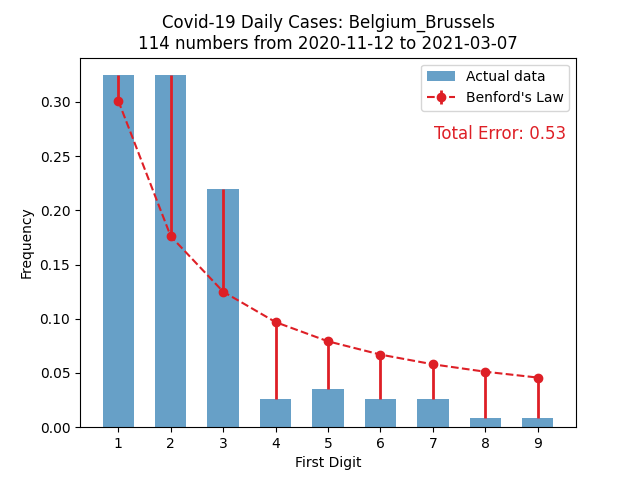 Covid-19 Daily Cases: Belgium_Brussels
114 numbers from 2020-11-12 to 2021-03-07
Actual data
Benford's Law
Total Error: 0.53
Frequency
0.30
0.25
0.20
0.15
0.10
0.05
0.00
1 2 3 4 5 6 7 8 9
First Digit